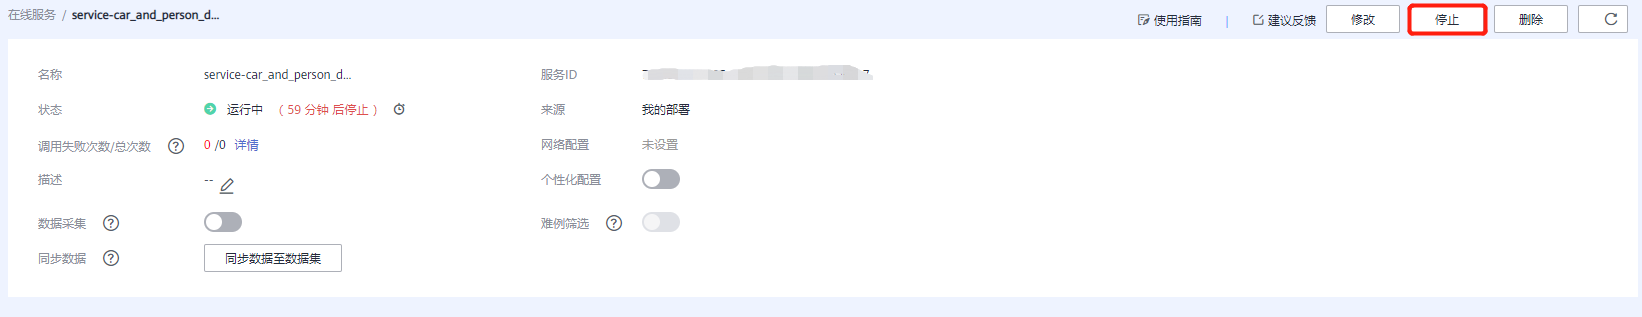 在线服务 / service-car_and_person_d...
使用指南 | 建议反馈 修改 停止 删除
名称 service-car_and_person_d... 服务ID
状态 运行中 （ 59 分钟 后停止 ） 来源 我的部署
调用失败次数/总次数 0 /0 详情 网络配置 未设置
描述 -- 个性化配置
数据采集 难例筛选
同步数据 同步数据至数据集